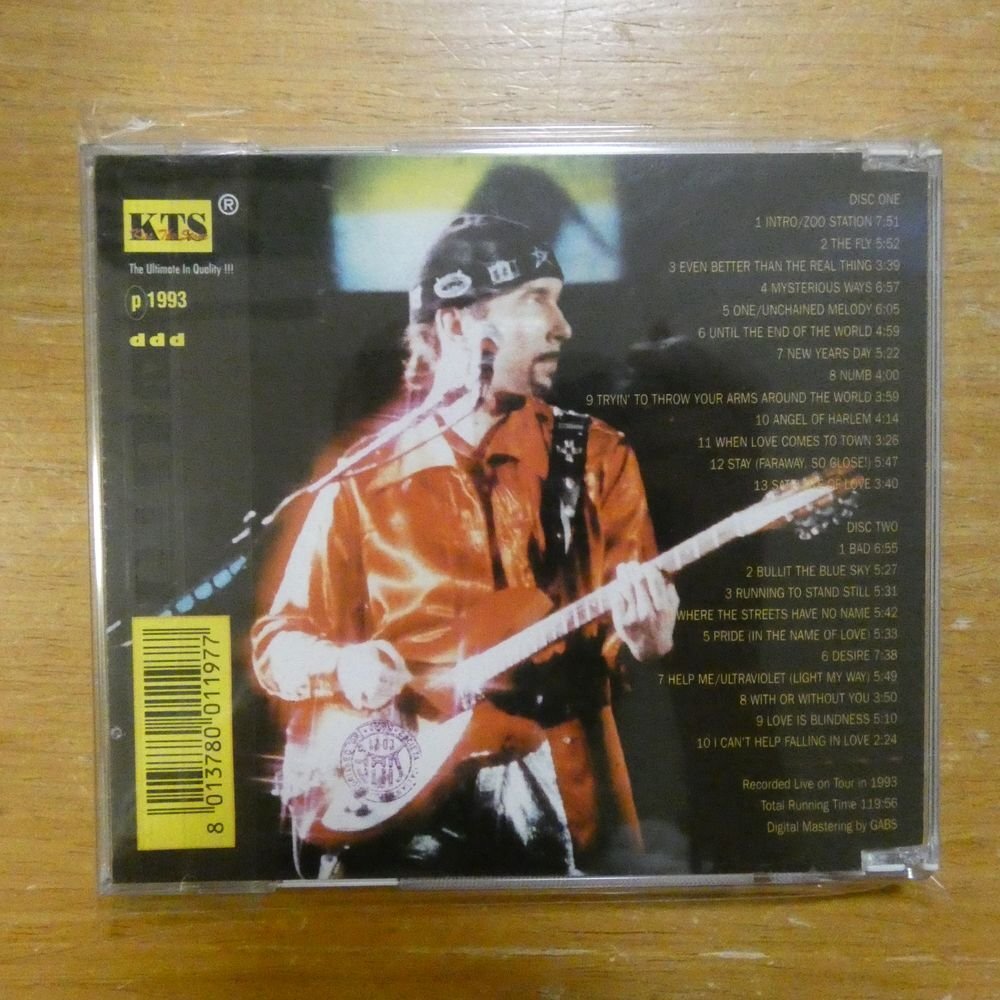 KTS
®
The Ultimate In Quality !!!
p 1993
d d d
DISC ONE
1 INTRO/ZOO STATION 7:51
2 THE FLY 5:52
3 EVEN BETTER THAN THE REAL THING 3:39
4 MYSTERIOUS WAYS 6:57
5 ONE/UNCHAINED MELODY 6:05
6 UNTIL THE END OF THE WORLD 4:59
7 NEW YEARS DAY 5:22
8 NUMB 4:00
9 TRYIN' TO THROW YOUR ARMS AROUND THE WORLD 3:59
10 ANGEL OF HARLEM 4:14
11 WHEN LOVE COMES TO TOWN 3:26
12 STAY (FARAWAY, SO CLOSE!) 5:47
13 OF LOVE 3:40
DISC TWO
1 BAD 6:55
2 BULLIT THE BLUE SKY 5:27
3 RUNNING TO STAND STILL 5:31
WHERE THE STREETS HAVE NO NAME 5:42
5 PRIDE (IN THE NAME OF LOVE) 5:33
6 DESIRE 7:38
7 HELP ME/ULTRAVIOLET (LIGHT MY WAY) 5:49
8 WITH OR WITHOUT YOU 3:50
9 LOVE IS BLINDNESS 5:10
10 I CAN'T HELP FALLING IN LOVE 2:24
Recorded Live on Tour in 1993
Total Running Time 119:56
Digital Mastering by GABS
8 013780 011977